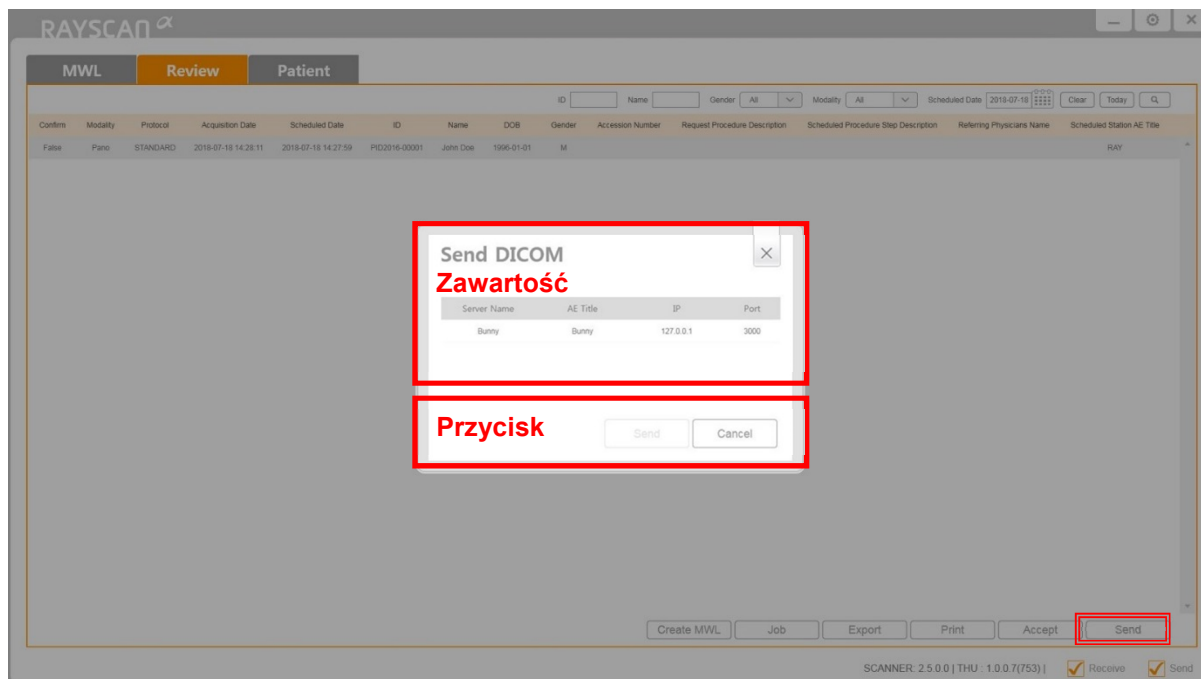 RAYSCAN α
MWL Review Patient
ID Name Gender All Modality All Scheduled Date 2018-07-18 Clear Today
Confirm Modality Protocol Acquisition Date Scheduled Date ID Name DOB Gender Accession Number Request Procedure Description Scheduled Procedure Step Description Referring Physicians Name Scheduled Station AE Title
False Pano STANDARD 2018-07-18 14:28:11 2018-07-18 14:27:59 PID2016-00001 John Doe 1996-01-01 M RAY
Send DICOM
Zawartość
Server Name AE Title IP Port
Bunny Bunny 127.0.0.1 3000
Przycisk Send Cancel
Create MWL Job Export Print Accept Send
SCANNER: 2.5.0.0 | THU : 1.0.0.7(753) | Receive Send